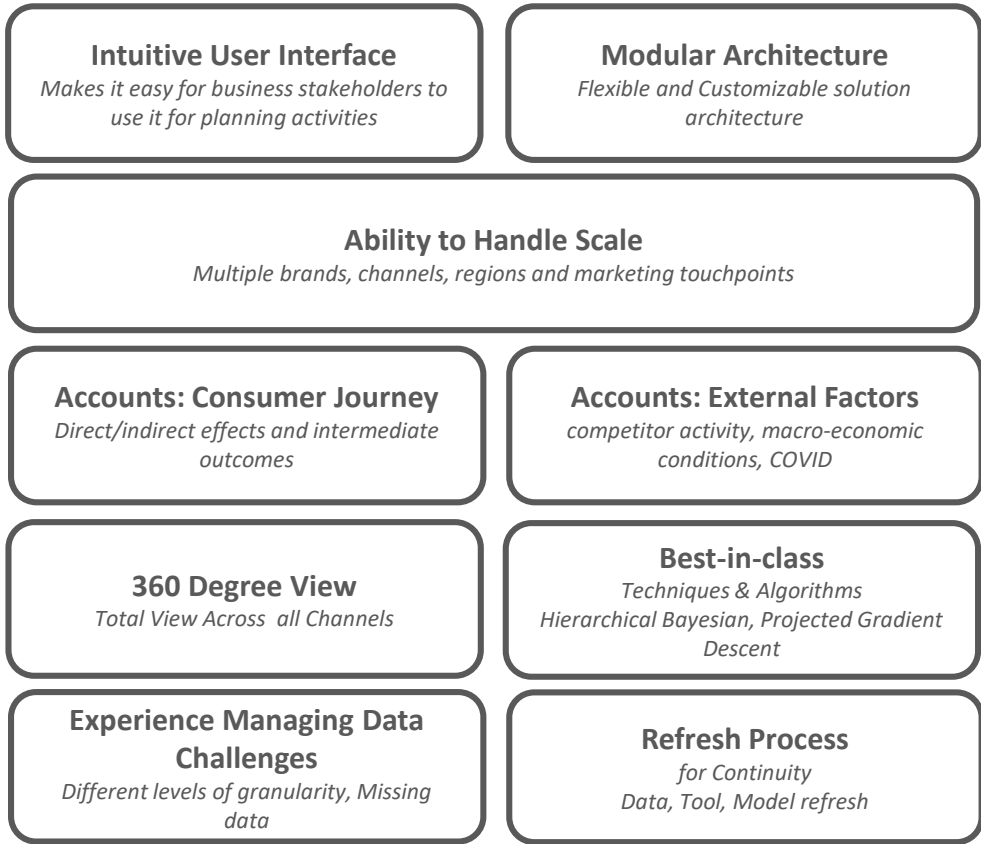 Intuitive User Interface
Makes it easy for business stakeholders to
use it for planning activities
Modular Architecture
Flexible and Customizable solution
architecture
Ability to Handle Scale
Multiple brands, channels, regions and marketing touchpoints
Accounts: Consumer Journey
Direct/indirect effects and intermediate
outcomes
Accounts: External Factors
competitor activity, macro-economic
conditions, COVID
360 Degree View
Total View Across all Channels
Best-in-class
Techniques & Algorithms
Hierarchical Bayesian, Projected Gradient
Descent
Experience Managing Data
Challenges
Different levels of granularity, Missing
data
Refresh Process
for Continuity
Data, Tool, Model refresh